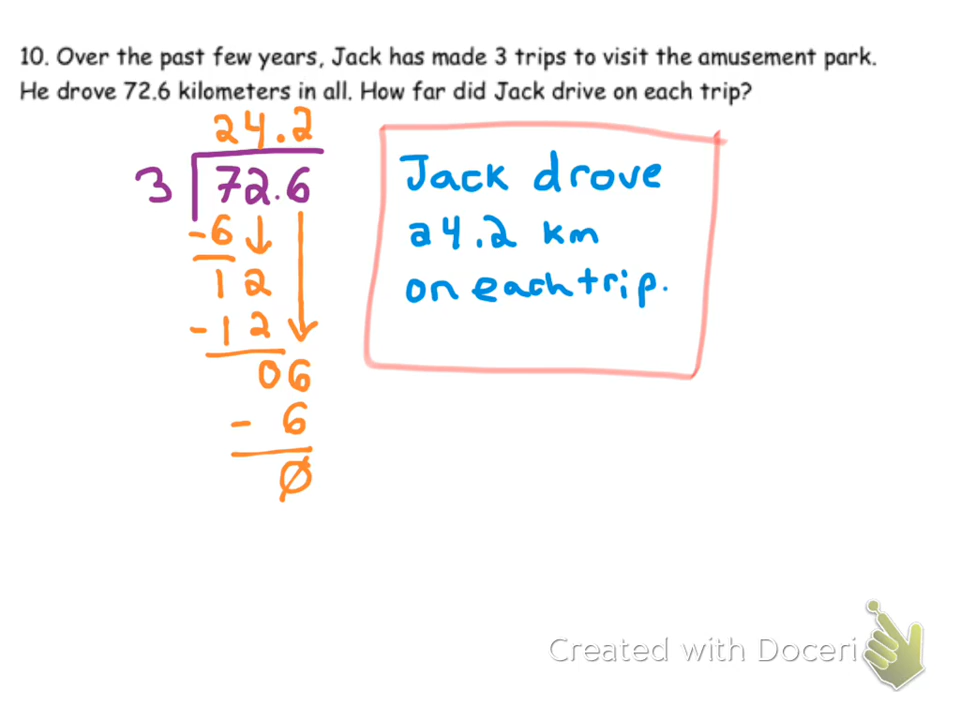 10. Over the past few years, Jack has made 3 trips to visit the amusement park.
He drove 72.6 kilometers in all. How far did Jack drive on each trip?
24.2
3 72.6
-6
12
-12
06
- 6
0
Jack drove
24.2 km
on each trip.
Created with Doceri